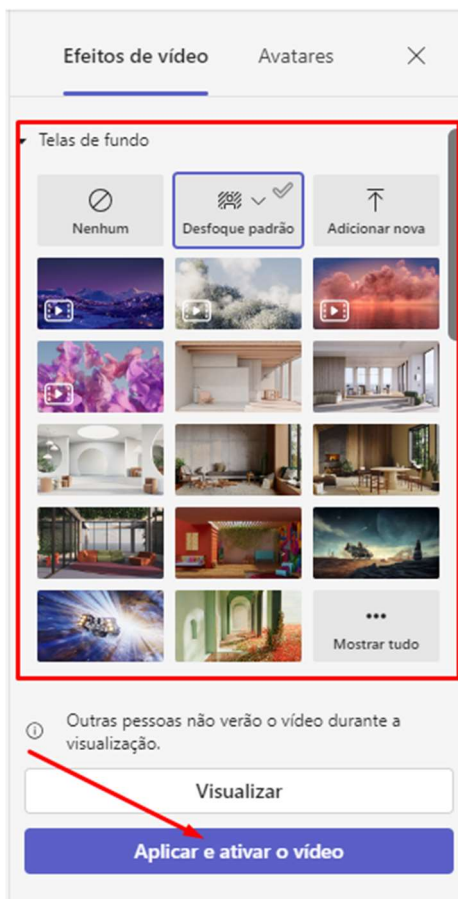 Efeitos de vídeo
Avatares
Telas de fundo
Nenhum
Desfoque padrão
Adicionar nova
Mostrar tudo
Outras pessoas não verão o vídeo durante a
visualização.
Visualizar
Aplicar e ativar o vídeo